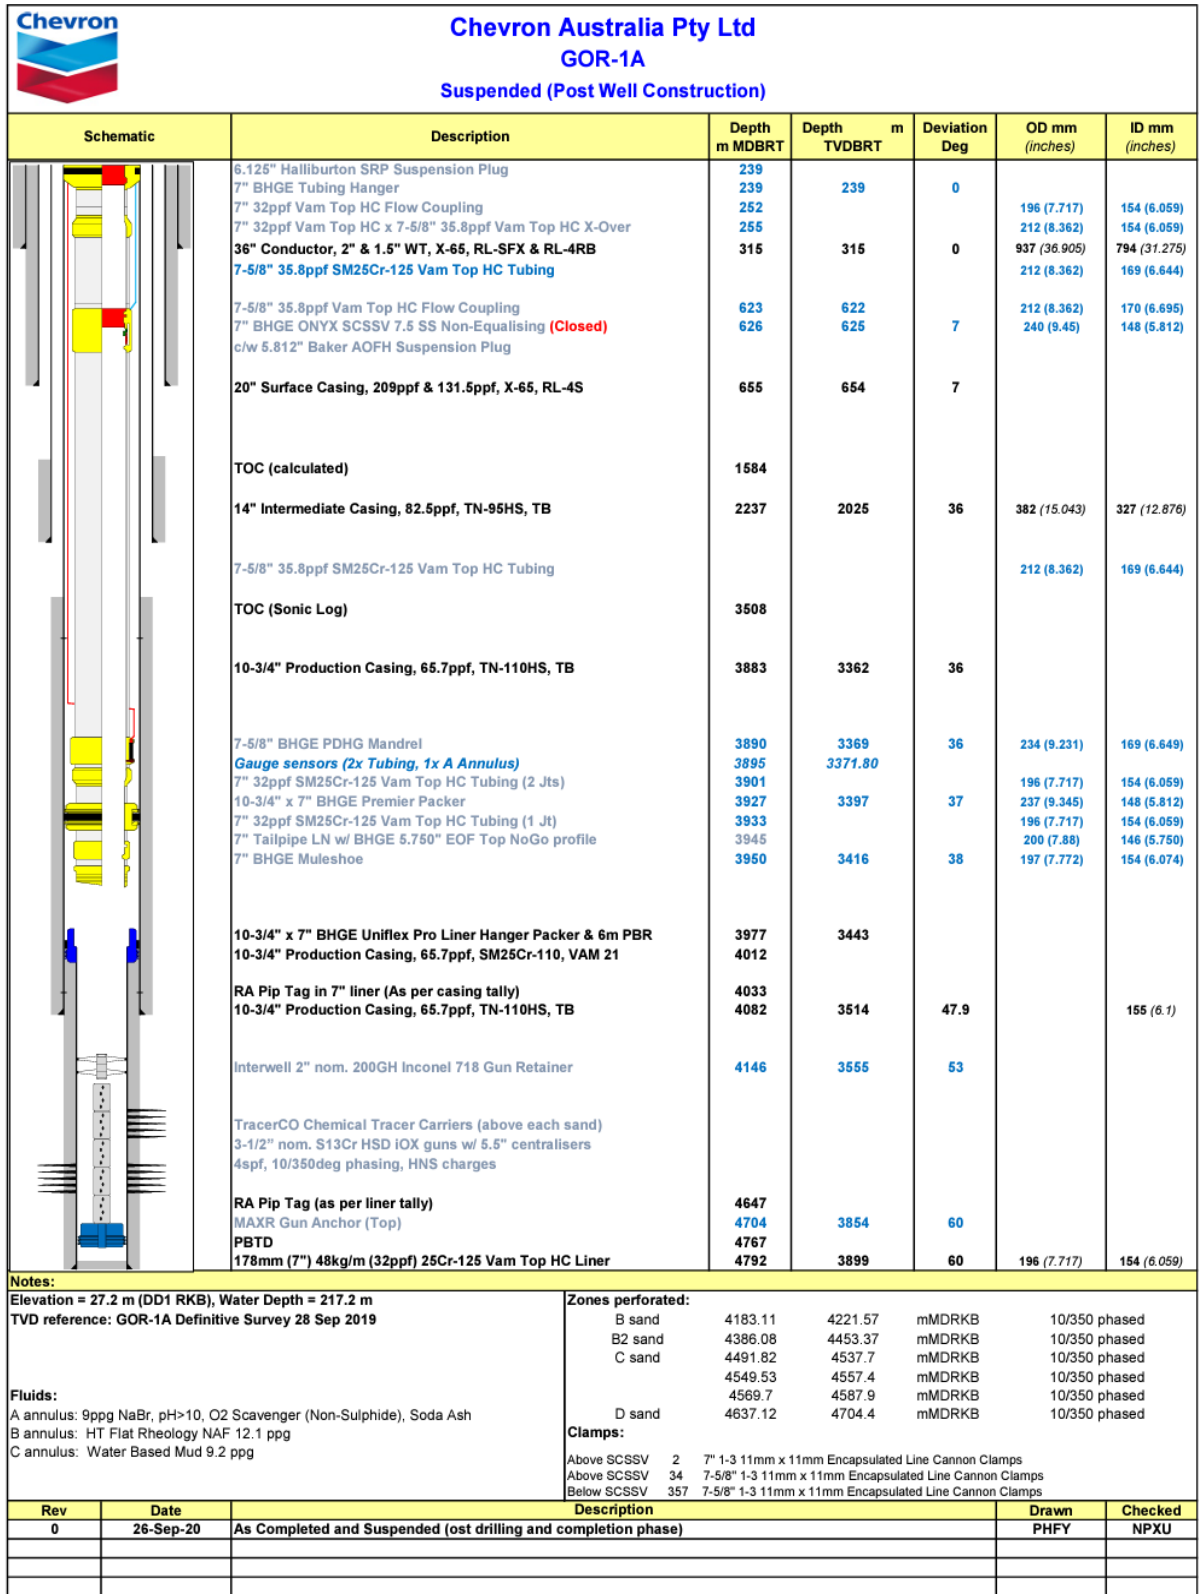 Chevron
Chevron Australia Pty Ltd
GOR-1A
Suspended (Post Well Construction)
Schematic Description Depth m MDBRT Depth m TVDBRT Deviation Deg OD mm (inches) ID mm (inches)
6.125" Halliburton SRP Suspension Plug 239
7" BHGE Tubing Hanger 239 239 0
7" 32ppf Vam Top HC Flow Coupling 252 196 (7.717) 154 (6.059)
7" 32ppf Vam Top HC x 7-5/8" 35.8ppf Vam Top HC X-Over 255 212 (8.362) 154 (6.059)
36" Conductor, 2" & 1.5" WT, X-65, RL-SFX & RL-4RB 315 315 0 937 (36.905) 794 (31.275)
7-5/8" 35.8ppf SM25Cr-125 Vam Top HC Tubing 212 (8.362) 169 (6.644)
7-5/8" 35.8ppf Vam Top HC Flow Coupling 623 622 212 (8.362) 170 (6.695)
7" BHGE ONYX SCSSV 7.5 SS Non-Equalising (Closed) 626 625 7 240 (9.45) 148 (5.812)
c/w 5.812" Baker AOFH Suspension Plug
20" Surface Casing, 209ppf & 131.5ppf, X-65, RL-4S 655 654 7
TOC (calculated) 1584
14" Intermediate Casing, 82.5ppf, TN-95HS, TB 2237 2025 36 382 (15.043) 327 (12.876)
7-5/8" 35.8ppf SM25Cr-125 Vam Top HC Tubing 212 (8.362) 169 (6.644)
TOC (Sonic Log) 3508
10-3/4" Production Casing, 65.7ppf, TN-110HS, TB 3883 3362 36
7-5/8" BHGE PDHG Mandrel 3890 3369 36 234 (9.231) 169 (6.649)
Gauge sensors (2x Tubing, 1x A Annulus) 3895 3371.80
7" 32ppf SM25Cr-125 Vam Top HC Tubing (2 Jts) 3901 196 (7.717) 154 (6.059)
10-3/4" x 7" BHGE Premier Packer 3927 3397 37 237 (9.345) 148 (5.812)
7" 32ppf SM25Cr-125 Vam Top HC Tubing (1 Jt) 3933 196 (7.717) 154 (6.059)
7" Tailpipe LN w/ BHGE 5.750" EOF Top NoGo profile 3945 200 (7.88) 146 (5.750)
7" BHGE Muleshoe 3950 3416 38 197 (7.772) 154 (6.074)
10-3/4" x 7" BHGE Uniflex Pro Liner Hanger Packer & 6m PBR 3977 3443
10-3/4" Production Casing, 65.7ppf, SM25Cr-110, VAM 21 4012
RA Pip Tag in 7" liner (As per casing tally) 4033
10-3/4" Production Casing, 65.7ppf, TN-110HS, TB 4082 3514 47.9 155 (6.1)
Interwell 2" nom. 200GH Inconel 718 Gun Retainer 4146 3555 53
TracerCO Chemical Tracer Carriers (above each sand)
3-1/2" nom. S13Cr HSD iOX guns w/ 5.5" centralisers
4spf, 10/350deg phasing, HNS charges
RA Pip Tag (as per liner tally) 4647
MAXR Gun Anchor (Top) 4704 3854 60
PBTD 4767
178mm (7") 48kg/m (32ppf) 25Cr-125 Vam Top HC Liner 4792 3899 60 196 (7.717) 154 (6.059)
Notes:
Elevation = 27.2 m (DD1 RKB), Water Depth = 217.2 m
TVD reference: GOR-1A Definitive Survey 28 Sep 2019
Fluids:
A annulus: 9ppg NaBr, pH>10, O2 Scavenger (Non-Sulphide), Soda Ash
B annulus: HT Flat Rheology NAF 12.1 ppg
C annulus: Water Based Mud 9.2 ppg
Zones perforated:
B sand 4183.11 4221.57 mMDRKB 10/350 phased
B2 sand 4386.08 4453.37 mMDRKB 10/350 phased
C sand 4491.82 4537.7 mMDRKB 10/350 phased
4549.53 4557.4 mMDRKB 10/350 phased
4569.7 4587.9 mMDRKB 10/350 phased
D sand 4637.12 4704.4 mMDRKB 10/350 phased
Clamps:
Above SCSSV 2 7" 1-3 11mm x 11mm Encapsulated Line Cannon Clamps
Above SCSSV 34 7-5/8" 1-3 11mm x 11mm Encapsulated Line Cannon Clamps
Below SCSSV 357 7-5/8" 1-3 11mm x 11mm Encapsulated Line Cannon Clamps
Rev Date Description Drawn Checked
0 26-Sep-20 As Completed and Suspended (ost drilling and completion phase) PHFY NPXU